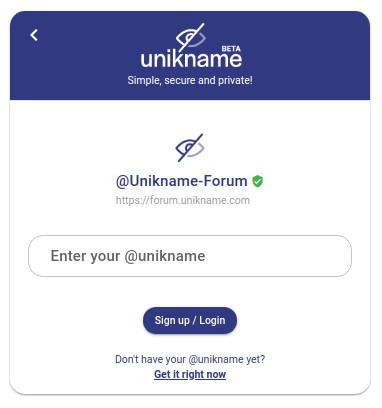 BETA
unikname
Simple, secure and private!
@Unikname-Forum
https://forum.unikname.com
Enter your @unikname
Sign up / Login
Don't have your @unikname yet?
Get it right now